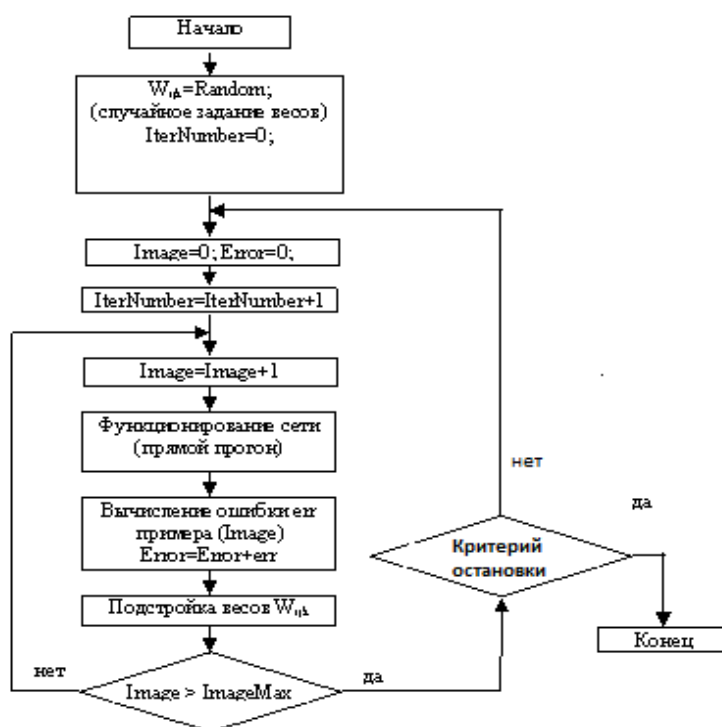 Начало
W_ijk=Random;
(случайное задание весов)
IterNumber=0;
Image=0; Error=0;
IterNumber=IterNumber+1
Image=Image+1
Функционирование сети
(прямой прогон)
Вычисление ошибки err
примера (Image)
Error=Error+err
Подстройка весов W_ijk
Image > ImageMax
нет
да
Критерий
остановки
нет
да
Конец